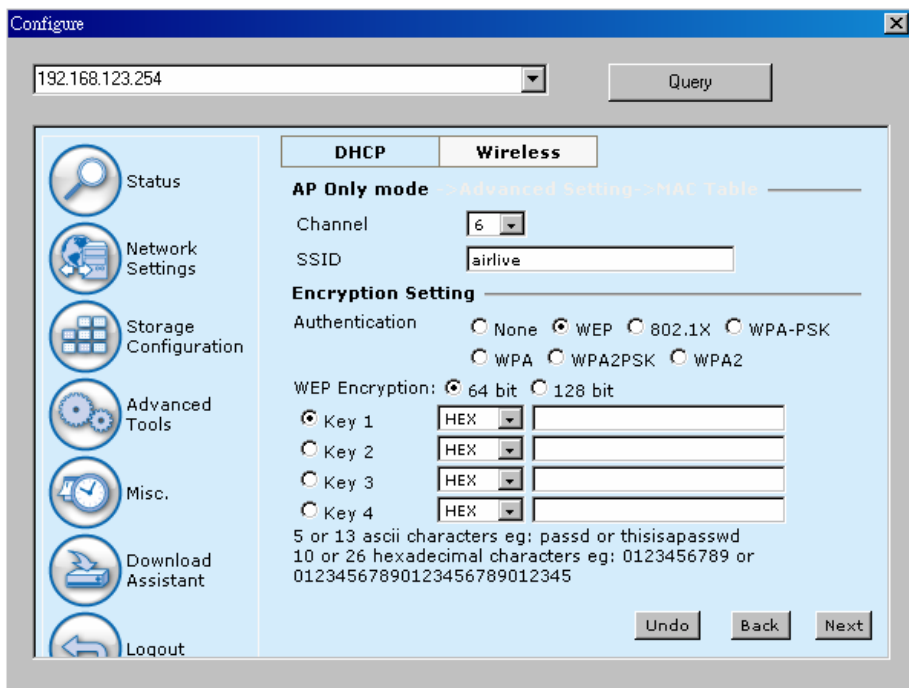 Configure
192.168.123.254
Query
Status
Network
Settings
Storage
Configuration
Advanced
Tools
Misc.
Download
Assistant
Logout
DHCP
Wireless
AP Only mode ->Advanced Setting->MAC Table
Channel
6
SSID
airlive
Encryption Setting
Authentication
None WEP 802.1X WPA-PSK
WPA WPA2PSK WPA2
WEP Encryption: 64 bit 128 bit
Key 1 HEX
Key 2 HEX
Key 3 HEX
Key 4 HEX
5 or 13 ascii characters eg: passd or thisisapasswd
10 or 26 hexadecimal characters eg: 0123456789 or
01234567890123456789012345
Undo Back Next